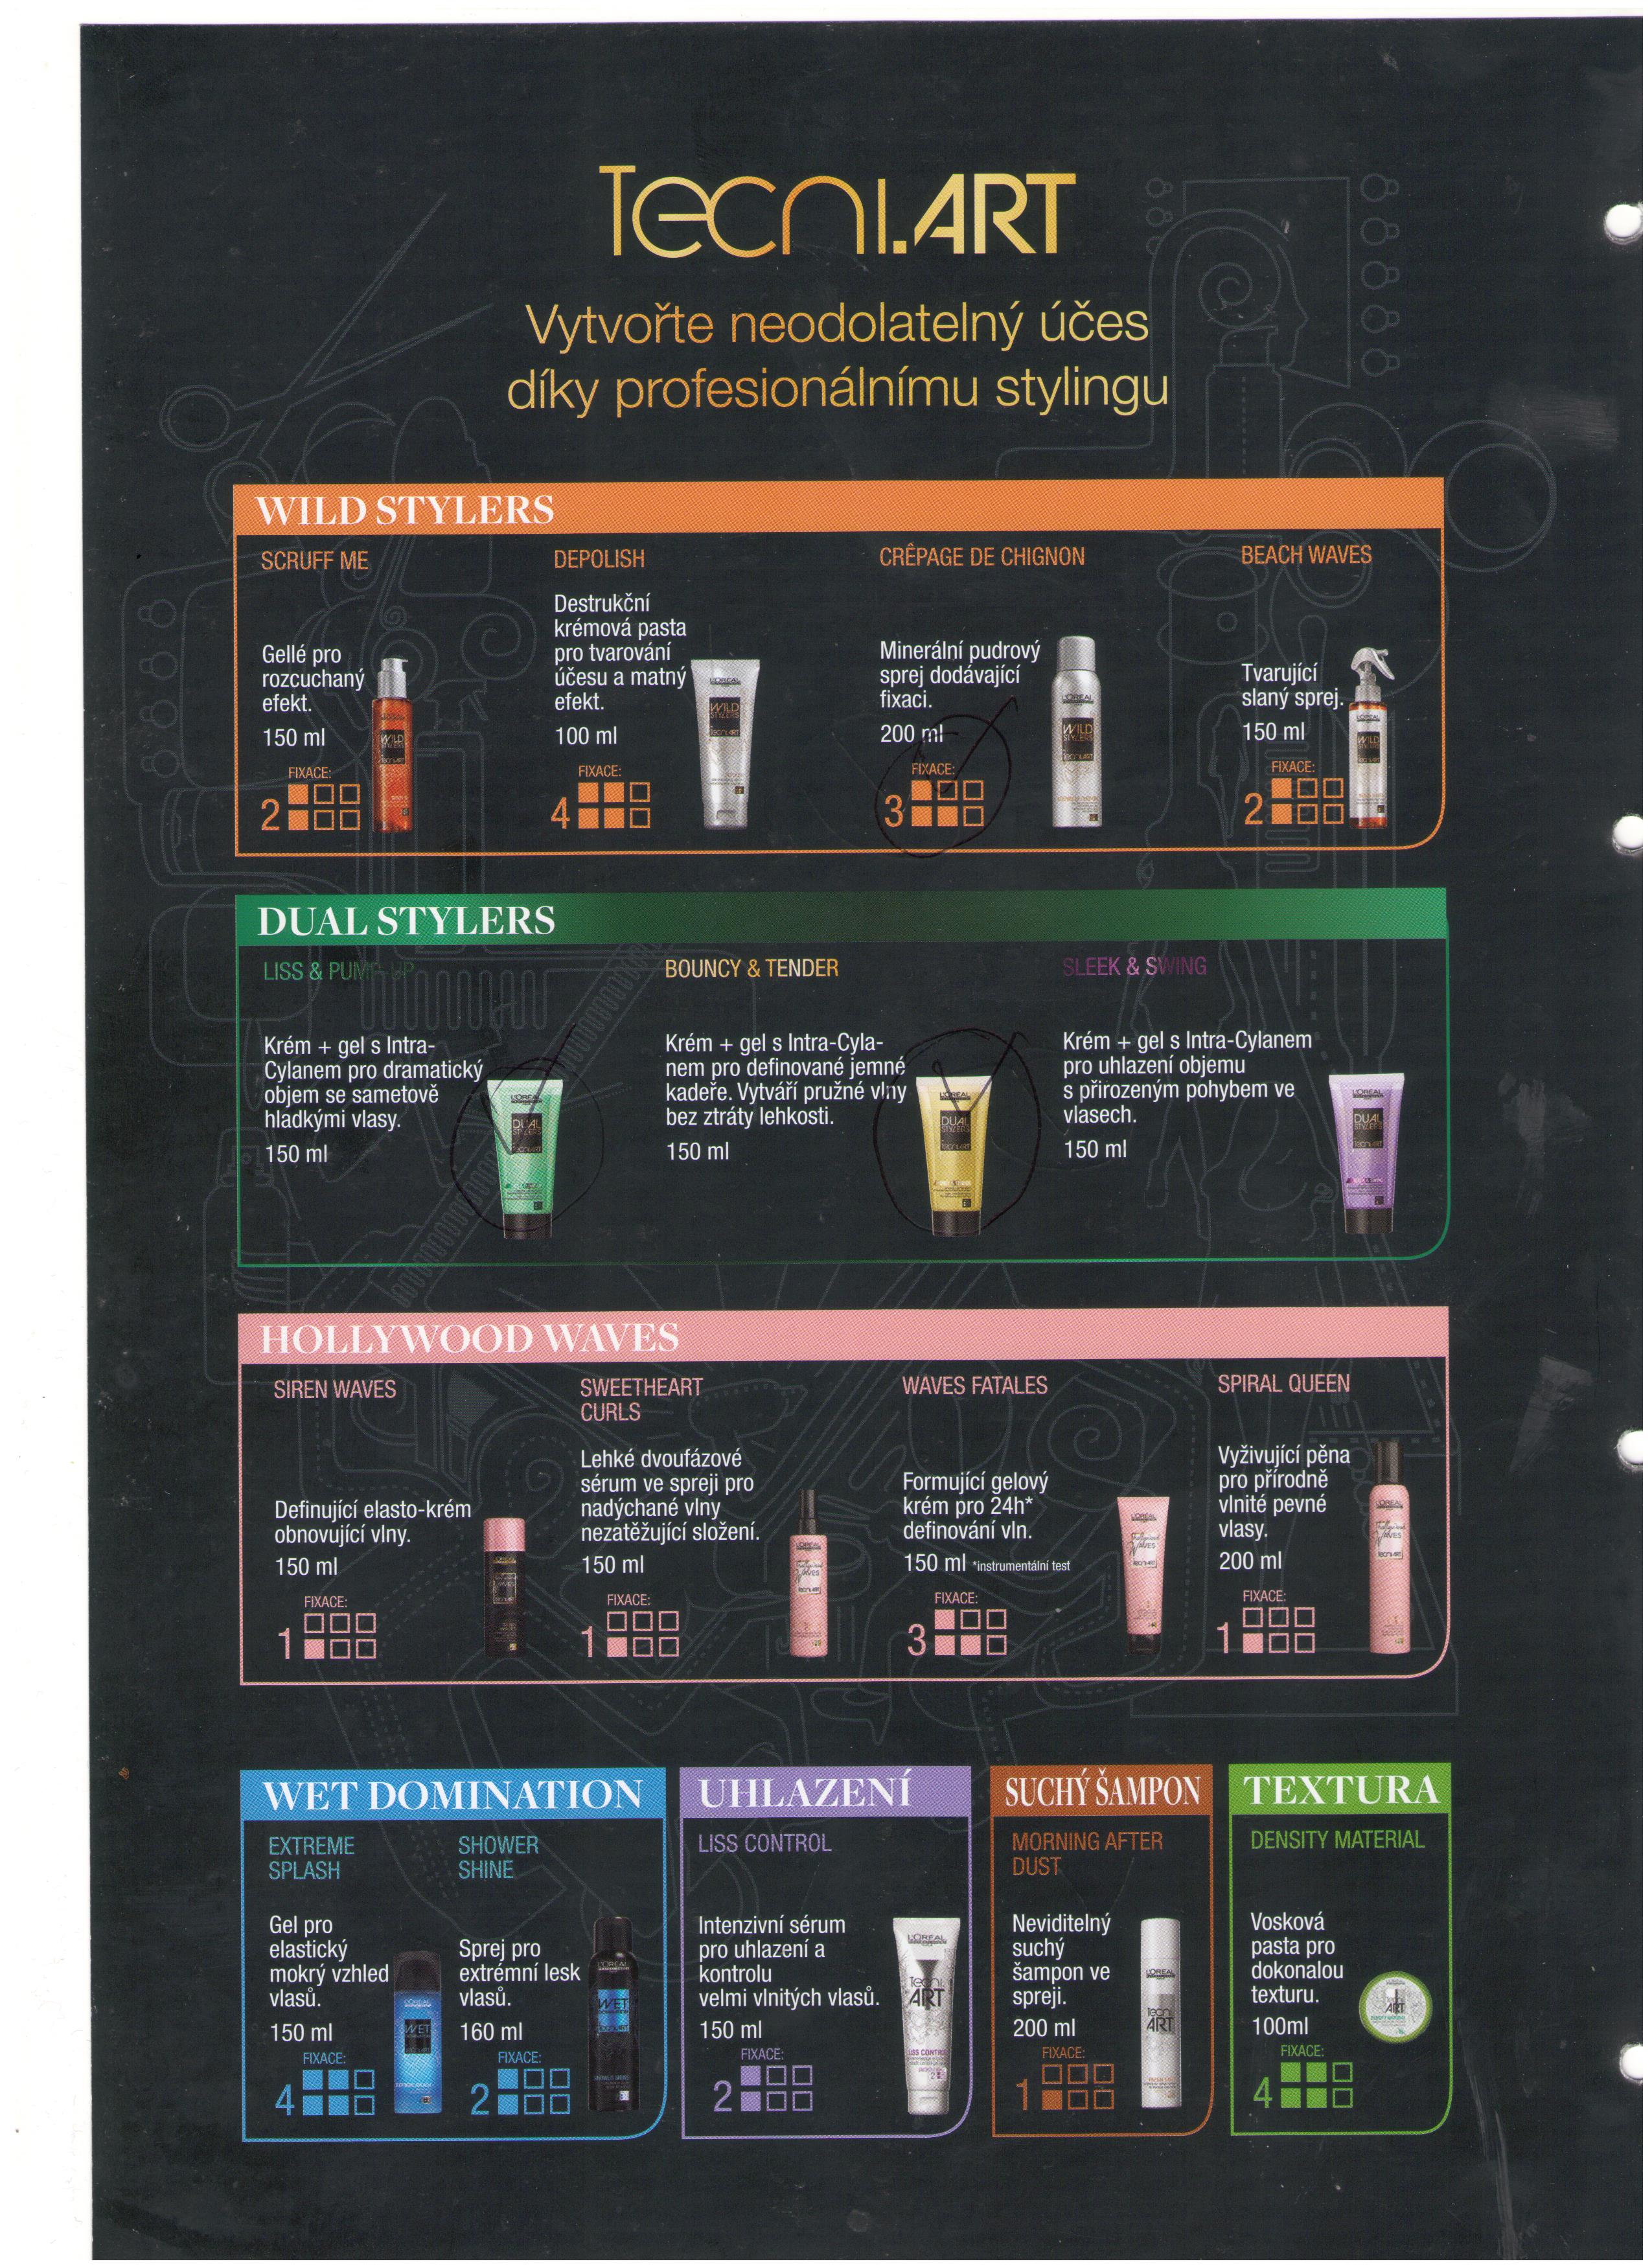 Tecni.ART
Vytvořte neodolatelný účes
díky profesionálnímu stylingu
WILD STYLERS
SCRUFF ME
Gellé pro
rozcuchaný
efekt.
150 ml
FIXACE:
2
DEPOLISH
Destrukční
krémová pasta
pro tvarování
účesu a matný
efekt.
100 ml
FIXACE:
4
CRÊPAGE DE CHIGNON
Minerální pudrový
sprej dodávající
fixaci.
200 ml
FIXACE:
3
BEACH WAVES
Tvarující
slaný sprej.
150 ml
FIXACE:
2
DUAL STYLERS
LISS & PUMP-UP
Krém + gel s Intra-
Cylanem pro dramatický
objem se sametově
hladkými vlasy.
150 ml
BOUNCY & TENDER
Krém + gel s Intra-Cyla-
nem pro definované jemné
kadeře. Vytváří pružné vlny
bez ztráty lehkosti.
150 ml
SLEEK & SWING
Krém + gel s Intra-Cylanem
pro uhlazení objemu
s přirozeným pohybem ve
vlasech.
150 ml
HOLLYWOOD WAVES
SIREN WAVES
Definující elasto-krém
obnovující vlny.
150 ml
FIXACE:
1
SWEETHEART
CURLS
Lehké dvoufázové
sérum ve spreji pro
nadýchané vlny
nezatěžující složení.
150 ml
FIXACE:
1
WAVES FATALES
Formující gelový
krém pro 24h*
definování vln.
150 ml *instrumentální test
FIXACE:
3
SPIRAL QUEEN
Vyživující pěna
pro přírodně
vlnité pevné
vlasy.
200 ml
FIXACE:
1
WET DOMINATION
EXTREME
SPLASH
Gel pro
elastický
mokrý vzhled
vlasů.
150 ml
FIXACE:
4
SHOWER
SHINE
Sprej pro
extrémní lesk
vlasů.
160 ml
FIXACE:
2
UHLAZENÍ
LISS CONTROL
Intenzivní sérum
pro uhlazení a
kontrolu
velmi vlnitých vlasů.
150 ml
FIXACE:
2
SUCHÝ ŠAMPON
MORNING AFTER
DUST
Neviditelný
suchý
šampon ve
spreji.
200 ml
FIXACE:
1
TEXTURA
DENSITY MATERIAL
Vosková
pasta pro
dokonalou
texturu.
100ml
FIXACE:
4